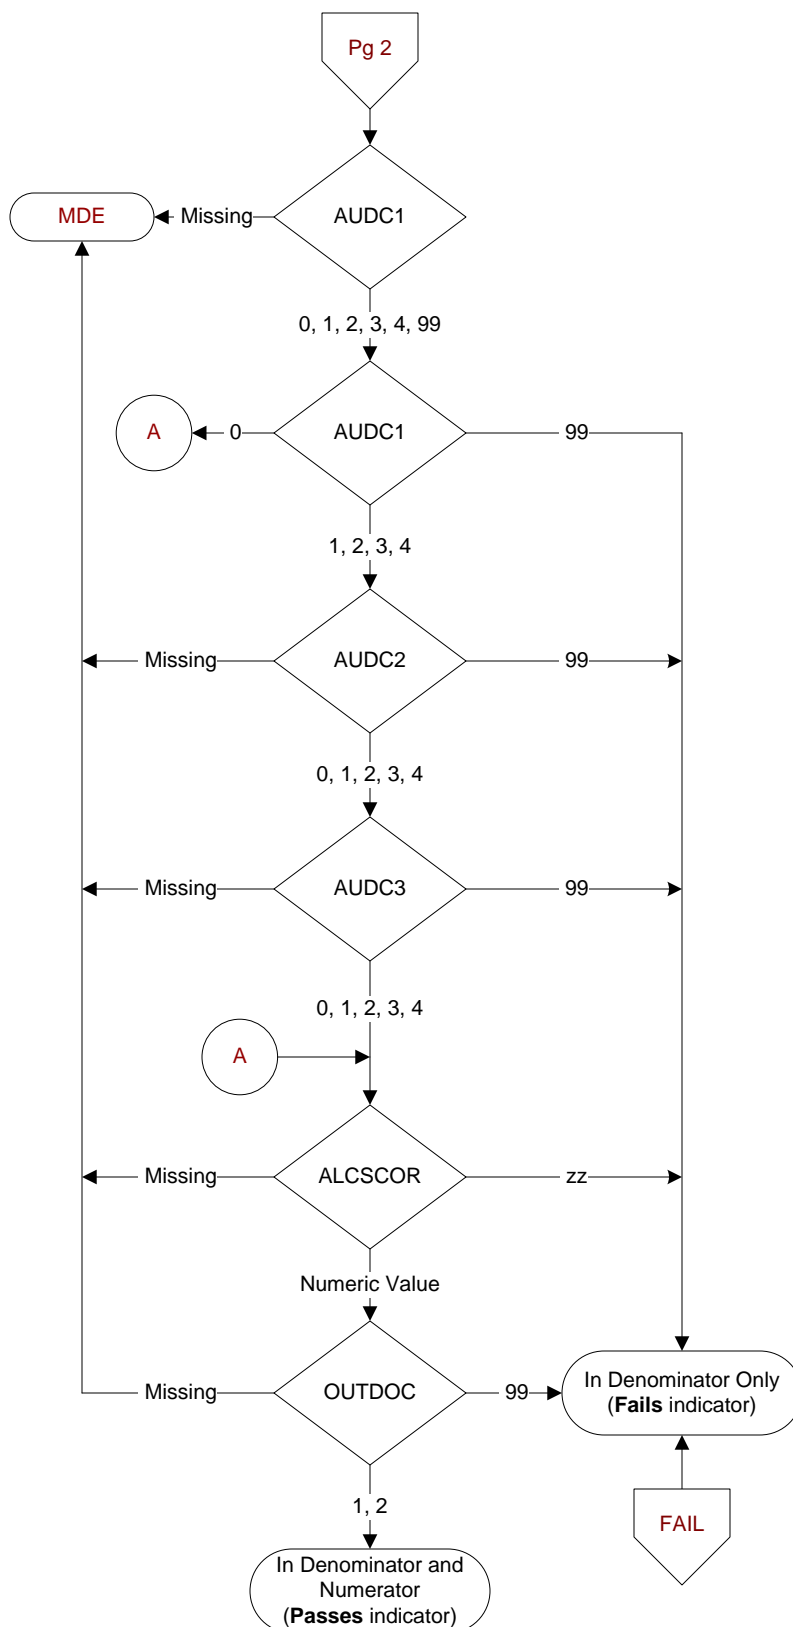 Pg 2
AUDC1
Missing
MDE
0, 1, 2, 3, 4, 99
AUDC1
0
A
99
1, 2, 3, 4
AUDC2
Missing
99
0, 1, 2, 3, 4
AUDC3
Missing
99
0, 1, 2, 3, 4
A
ALCSCOR
Missing
zz
Numeric Value
OUTDOC
Missing
99
In Denominator Only
(Fails indicator)
1, 2
FAIL
In Denominator and
Numerator
(Passes indicator)